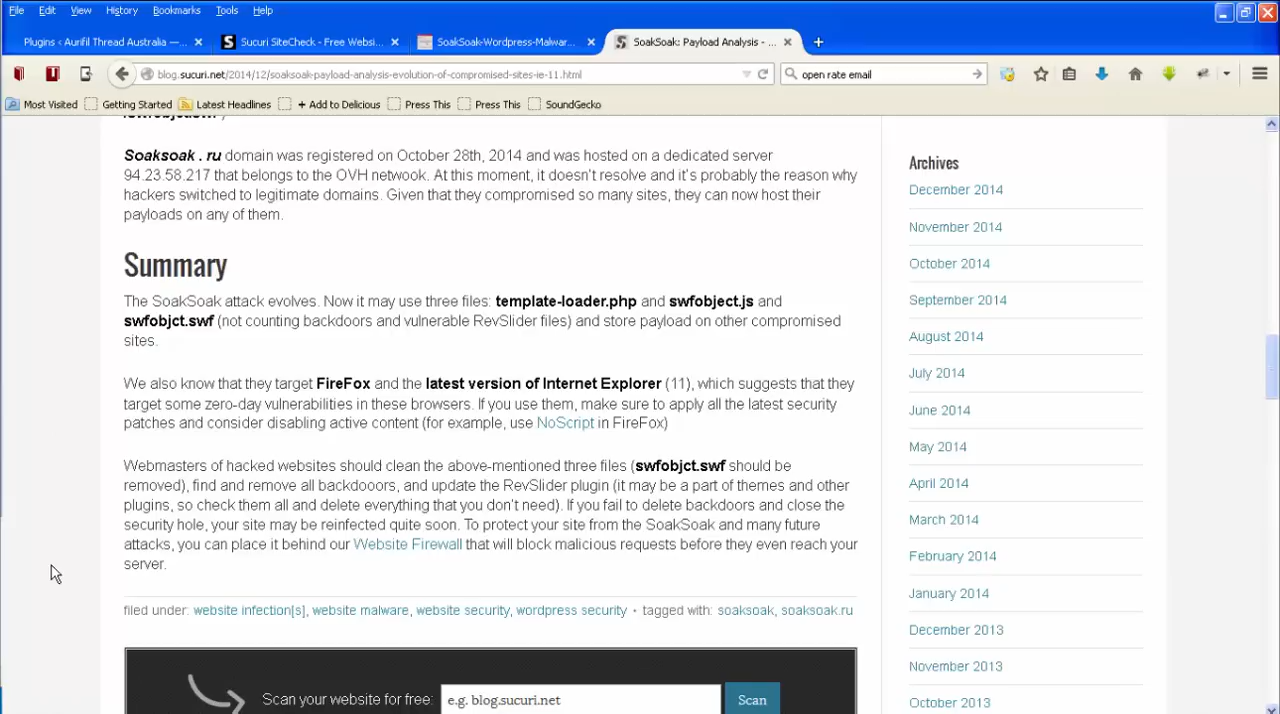 File Edit View History Bookmarks Tools Help
Plugins ‹ Aurifil Thread Australia —...
Sucuri SiteCheck - Free Websi...
SoakSoak-Wordpress-Malwar...
SoakSoak: Payload Analysis - ...
blog.sucuri.net/2014/12/soaksoak-payload-analysis-evolution-of-compromised-sites-ie-11.html
open rate email
Most Visited Getting Started Latest Headlines + Add to Delicious Press This Press This SoundGecko
Soaksoak . ru domain was registered on October 28th, 2014 and was hosted on a dedicated server
94.23.58.217 that belongs to the OVH netwook. At this moment, it doesn't resolve and it's probably the reason why
hackers switched to legitimate domains. Given that they compromised so many sites, they can now host their
payloads on any of them.
Summary
The SoakSoak attack evolves. Now it may use three files: template-loader.php and swfobject.js and
swfobjct.swf (not counting backdoors and vulnerable RevSlider files) and store payload on other compromised
sites.
We also know that they target FireFox and the latest version of Internet Explorer (11), which suggests that they
target some zero-day vulnerabilities in these browsers. If you use them, make sure to apply all the latest security
patches and consider disabling active content (for example, use NoScript in FireFox)
Webmasters of hacked websites should clean the above-mentioned three files (swfobjct.swf should be
removed), find and remove all backdooors, and update the RevSlider plugin (it may be a part of themes and other
plugins, so check them all and delete everything that you don't need). If you fail to delete backdoors and close the
security hole, your site may be reinfected quite soon. To protect your site from the SoakSoak and many future
attacks, you can place it behind our Website Firewall that will block malicious requests before they even reach your
server.
filed under: website infection[s], website malware, website security, wordpress security • tagged with: soaksoak, soaksoak.ru
Scan your website for free: e.g. blog.sucuri.net Scan
Archives
December 2014
November 2014
October 2014
September 2014
August 2014
July 2014
June 2014
May 2014
April 2014
March 2014
February 2014
January 2014
December 2013
November 2013
October 2013